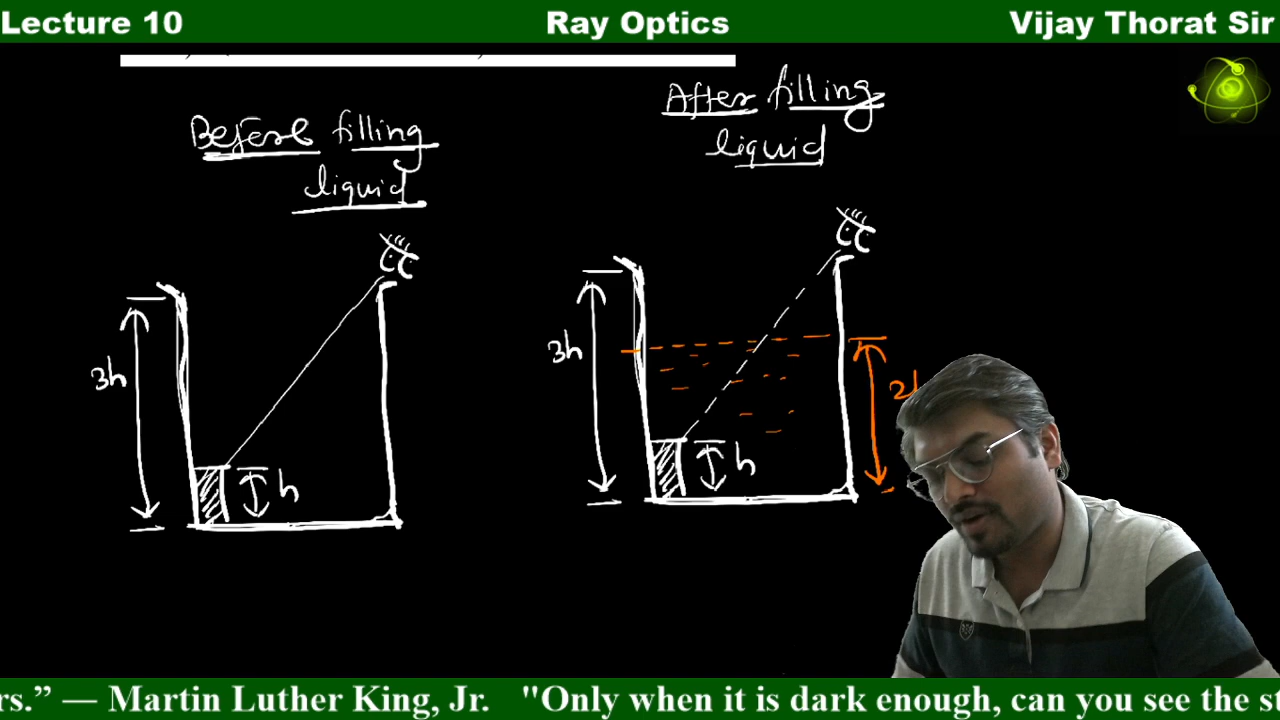 Lecture 10 Ray Optics Vijay Thorat Sir
Before filling
liquid
After filling
liquid
3h
h
3h
h
rs.” — Martin Luther King, Jr. "Only when it is dark enough, can you see the